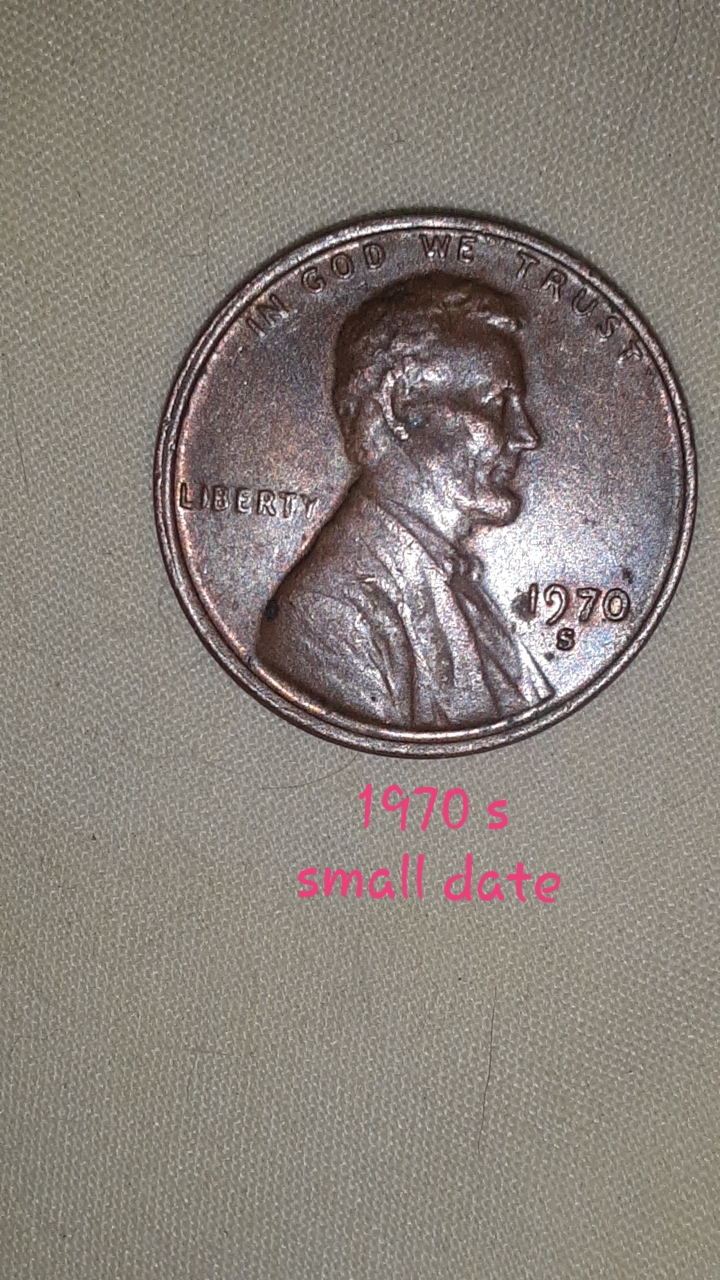 IN GOD WE TRUST
LIBERTY
1970
S
1970 s
small date